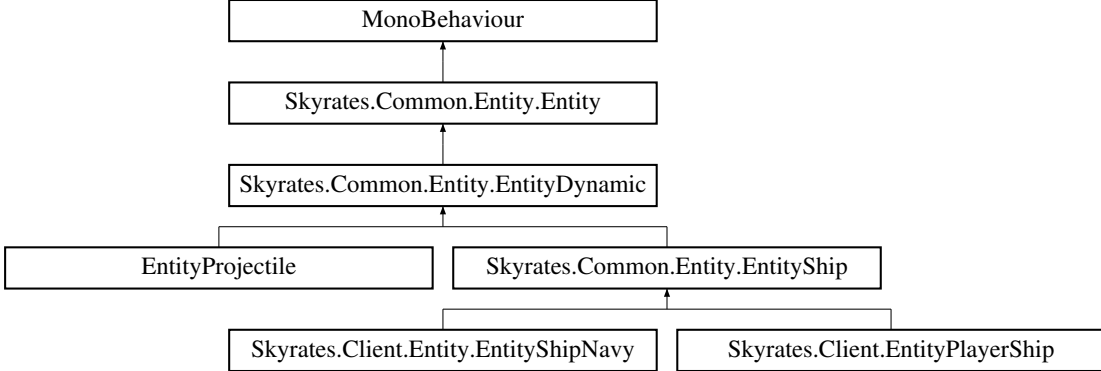 MonoBehaviour
Skyrates.Common.Entity.Entity
Skyrates.Common.Entity.EntityDynamic
EntityProjectile
Skyrates.Common.Entity.EntityShip
Skyrates.Client.Entity.EntityShipNavy
Skyrates.Client.EntityPlayerShip